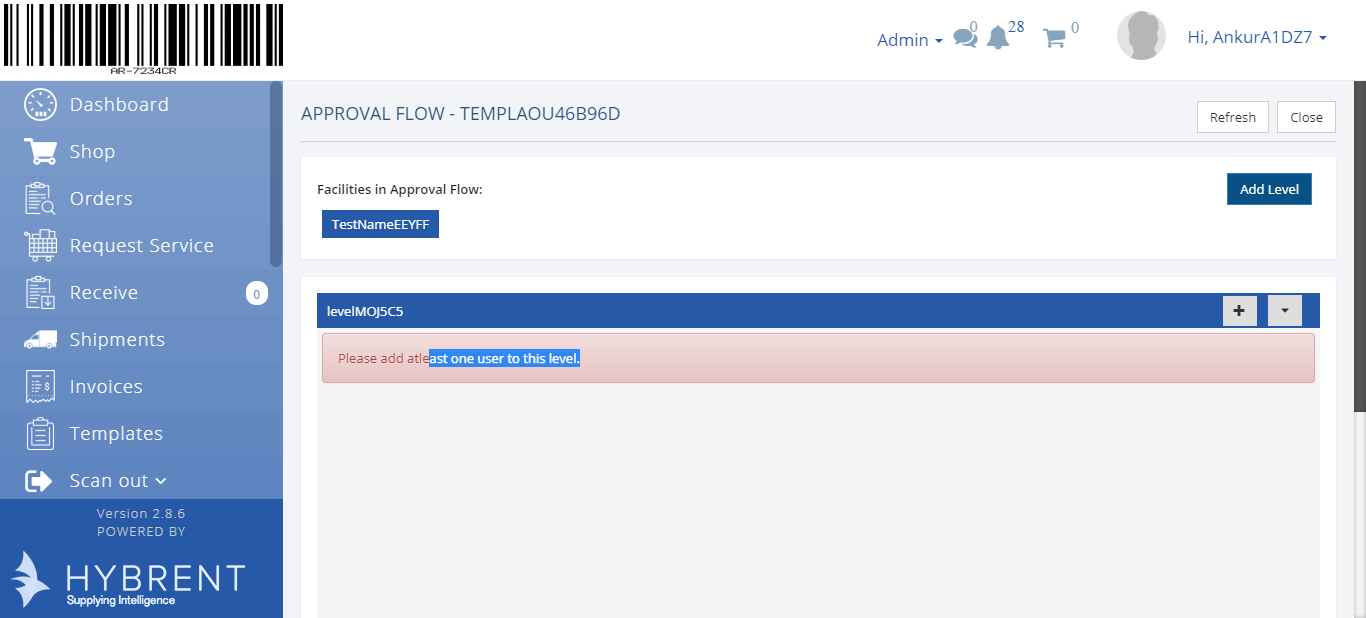 AR-7234CR
Admin
0
28
0
Hi, AnkurA1DZ7
Dashboard
Shop
Orders
Request Service
Receive 0
Shipments
Invoices
Templates
Scan out
Version 2.8.6
POWERED BY
HYBRENT
Supplying Intelligence
APPROVAL FLOW - TEMPLAOU46B96D
Refresh
Close
Facilities in Approval Flow:
Add Level
TestNameEEYFF
levelMOJ5C5
Please add atleast one user to this level.